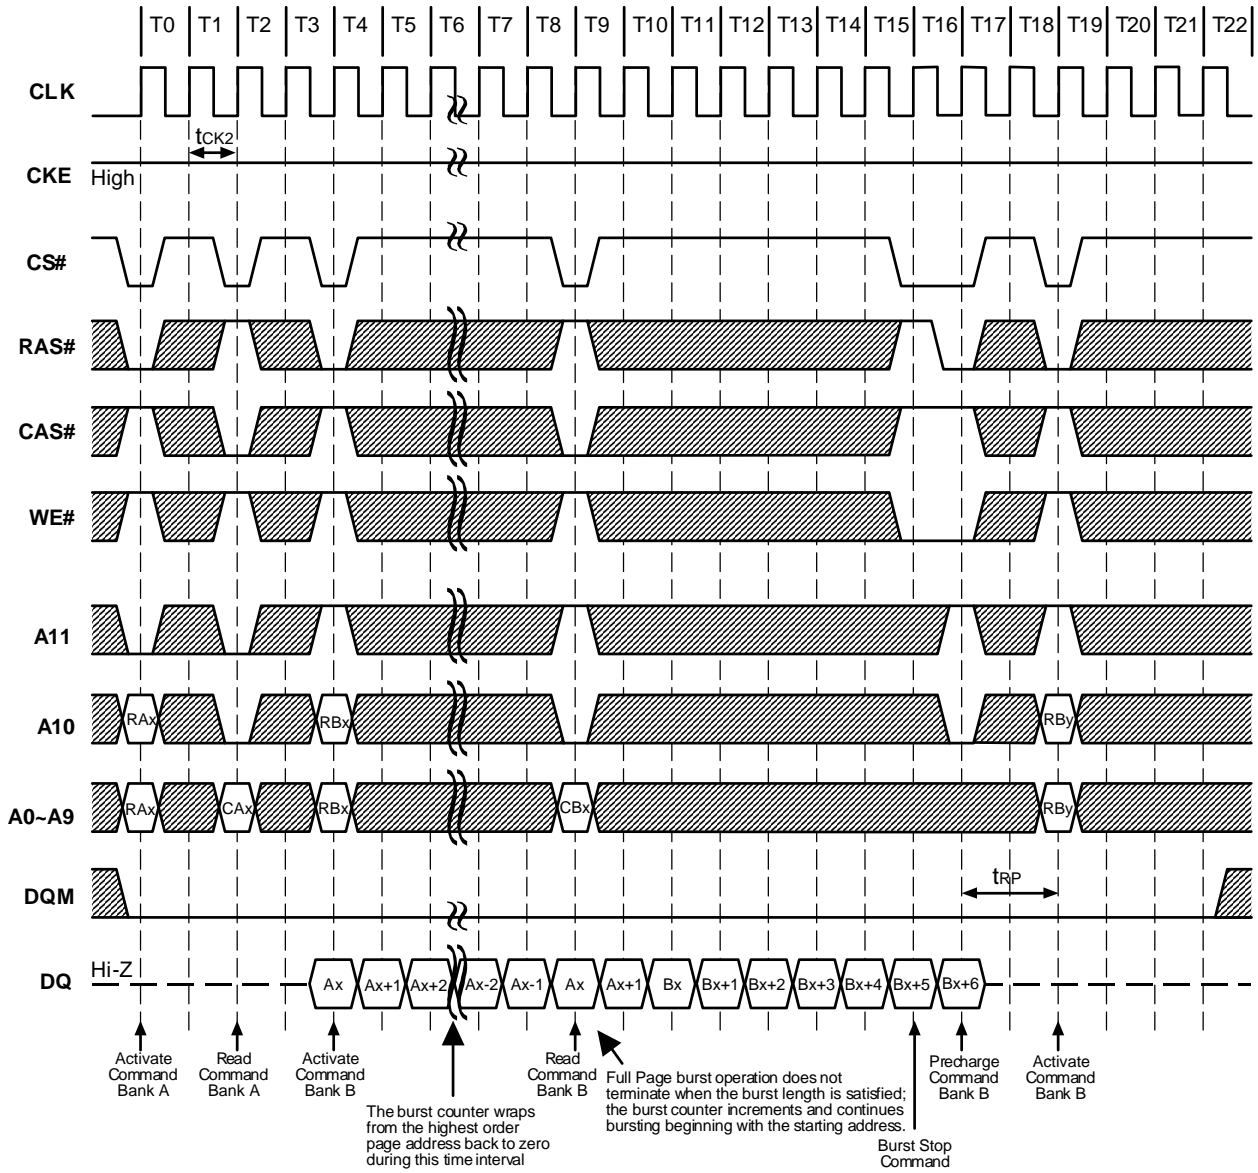 T0 T1 T2 T3 T4 T5 T6 T7 T8 T9 T10 T11 T12 T13 T14 T15 T16 T17 T18 T19 T20 T21 T22
CLK
tCK2
CKE High
CS#
RAS#
CAS#
WE#
A11
A10 RAx RBx RBy
A0~A9 RAx CAx RBx CBx RBy
DQM
tRP
DQ Hi-Z Ax Ax+1 Ax+2 Ax-2 Ax-1 Ax Ax+1 Bx Bx+1 Bx+2 Bx+3 Bx+4 Bx+5 Bx+6
Activate
Command
Bank A
Read
Command
Bank A
Activate
Command
Bank B
The burst counter wraps
from the highest order
page address back to zero
during this time interval
Read
Command
Bank B
Full Page burst operation does not
terminate when the burst length is satisfied;
the burst counter increments and continues
bursting beginning with the starting address.
Burst Stop
Command
Precharge
Command
Bank B
Activate
Command
Bank B